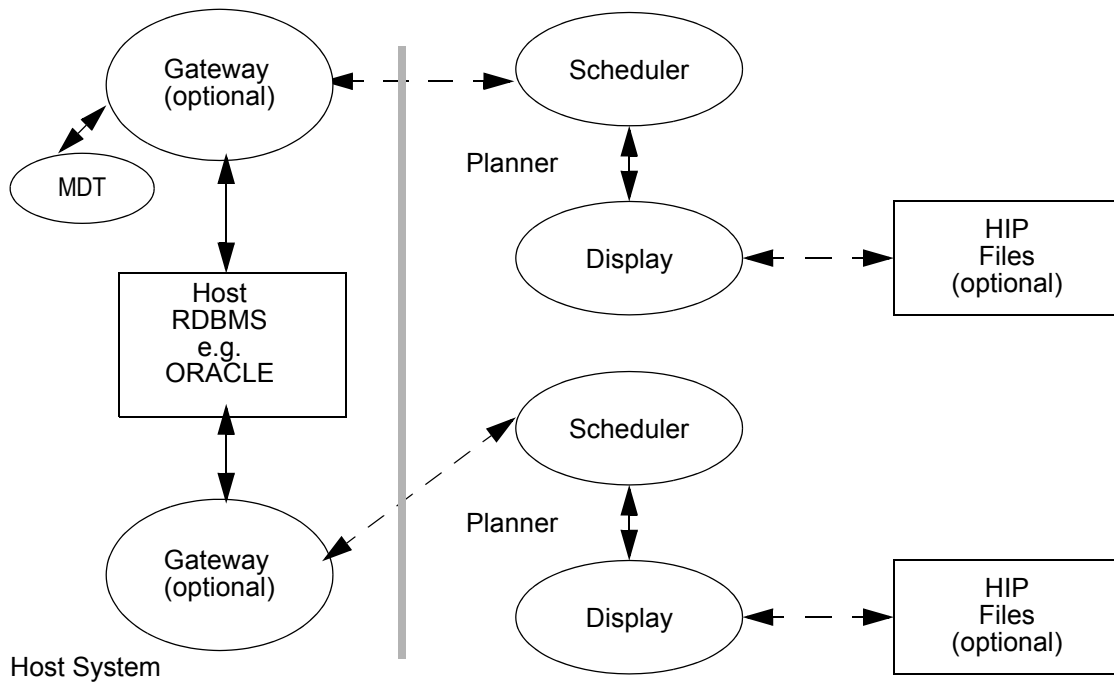 Gateway
(optional)
MDT
Host
RDBMS
e.g.
ORACLE
Gateway
(optional)
Host System
Scheduler
Planner
Display
HIP
Files
(optional)
Scheduler
Planner
Display
HIP
Files
(optional)